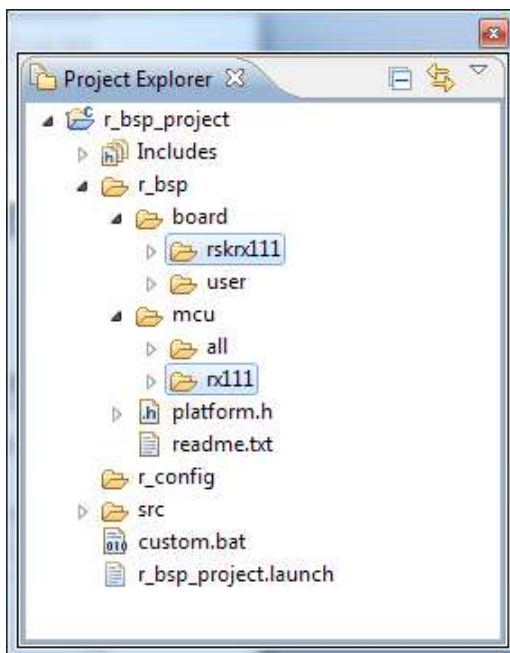 Project Explorer
r_bsp_project
Includes
r_bsp
board
rskrx111
user
mcu
all
rx111
platform.h
readme.txt
r_config
src
custom.bat
r_bsp_project.launch